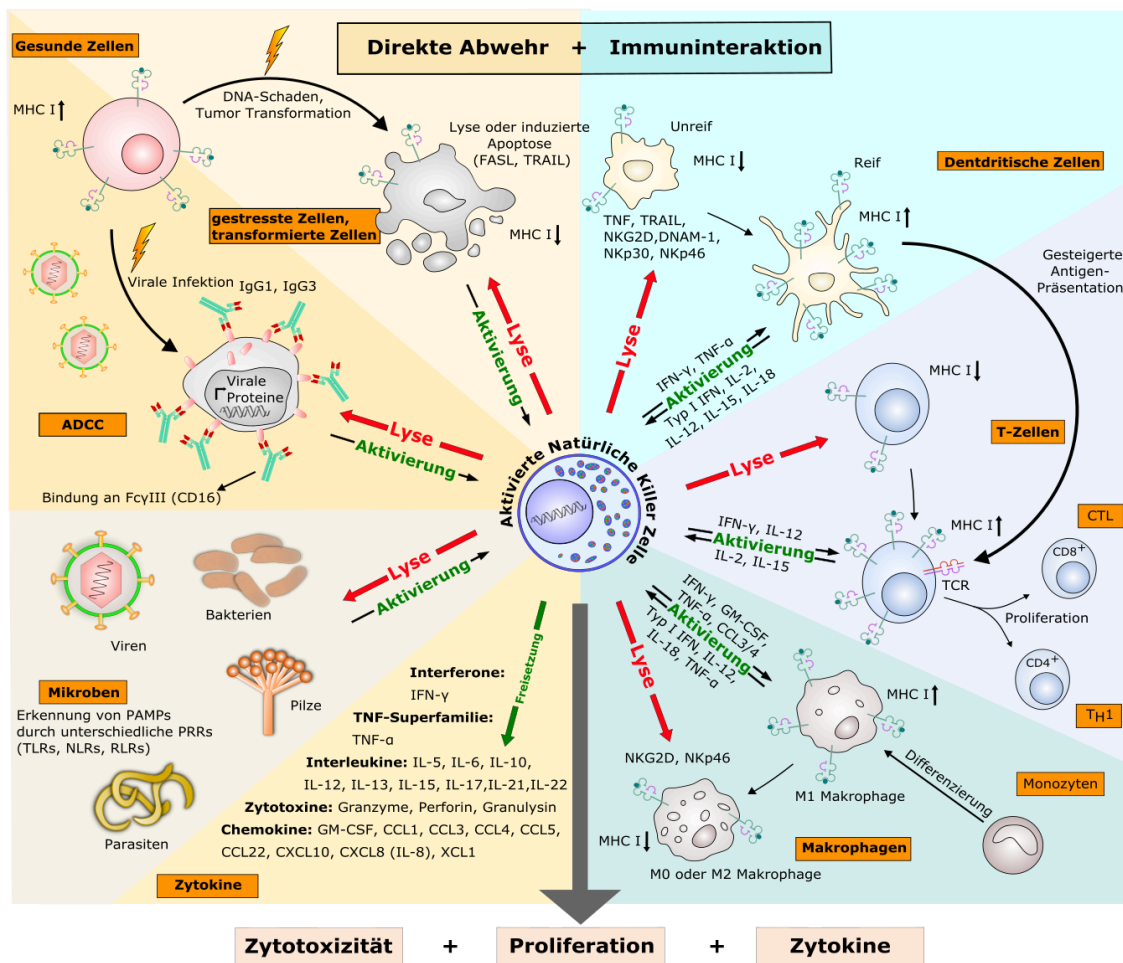 Direkte Abwehr + Immuninteraktion
Gesunde Zellen
MHC I
DNA-Schaden,
Tumor Transformation
Lyse oder induzierte
Apoptose
(FASL, TRAIL)
gestresste Zellen,
transformierte Zellen
MHC I
Virale Infektion
IgG1, IgG3
Virale
Proteine
ADCC
Bindung an FcγIII (CD16)
Lyse
Aktivierung
Lyse
Aktivierung
Unreif
MHC I
Dentdritische Zellen
Reif
MHC I
TNF, TRAIL,
NKG2D,DNAM-1,
NKp30, NKp46
Gesteigerte
Antigen-
Präsentation
Lyse
IFN-γ, TNF-α
Aktivierung
Typ I IFN, IL-2,
IL-12, IL-15, IL-18
MHC I
T-Zellen
Lyse
Aktivierte Natürliche Killer Zelle
IFN-γ, IL-12
Aktivierung
IL-2, IL-15
MHC I
TCR
CTL
CD8+
Proliferation
CD4+
TH1
Viren
Bakterien
Lyse
Aktivierung
Mikroben
Erkennung von PAMPs
durch unterschiedliche PRRs
(TLRs, NLRs, RLRs)
Pilze
Parasiten
Freisetzung
Interferone:
IFN-γ
TNF-Superfamilie:
TNF-α
Interleukine: IL-5, IL-6, IL-10,
IL-12, IL-13, IL-15, IL-17,IL-21,IL-22
Zytotoxine: Granzyme, Perforin, Granulysin
Chemokine: GM-CSF, CCL1, CCL3, CCL4, CCL5,
CCL22, CXCL10, CXCL8 (IL-8), XCL1
Zytokine
Lyse
IFN-γ, GM-CSF,
TNF-α, CCL3/4
Aktivierung
Typ I IFN, IL-12,
IL-18, TNF-α
NKG2D, NKp46
MHC I
M1 Makrophage
Differenzierung
Monozyten
MHC I
Makrophagen
M0 oder M2 Makrophage
Zytotoxizität + Proliferation + Zytokine